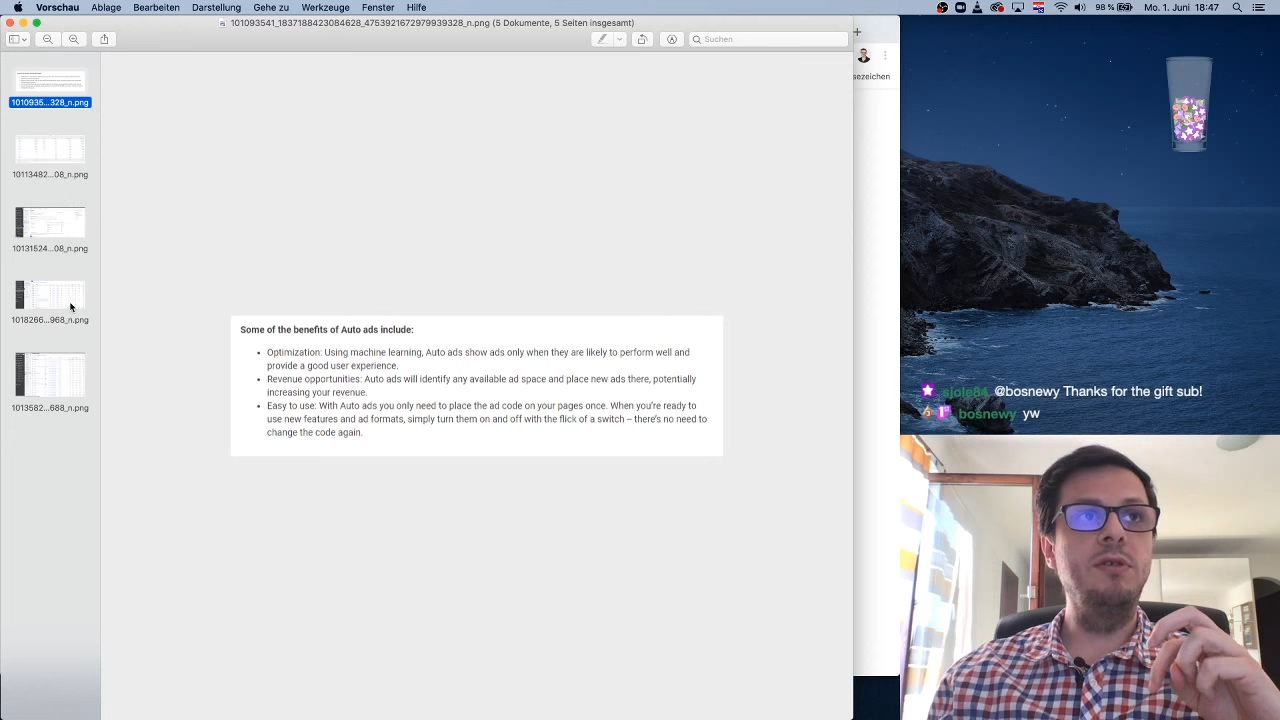 Vorschau Ablage Bearbeiten Darstellung Gehe zu Werkzeuge Fenster Hilfe
98 % Mo. 1. Juni 18:47
101093541_1837188423084628_4753921672979939328_n.png (5 Dokumente, 5 Seiten insgesamt)
Suchen
sezeichen
1010935...328_n.png
10113482...08_n.png
10131524...08_n.png
1018266...968_n.png
1013582...688_n.png
Some of the benefits of Auto ads include:
• Optimization: Using machine learning, Auto ads show ads only when they are likely to perform well and
provide a good user experience.
• Revenue opportunities: Auto ads will identify any available ad space and place new ads there, potentially
increasing your revenue.
• Easy to use: With Auto ads you only need to place the ad code on your pages once. When you're ready to
use new features and ad formats, simply turn them on and off with the flick of a switch – there's no need to
change the code again.
sjole84 @bosnewy Thanks for the gift sub!
bosnewy yw